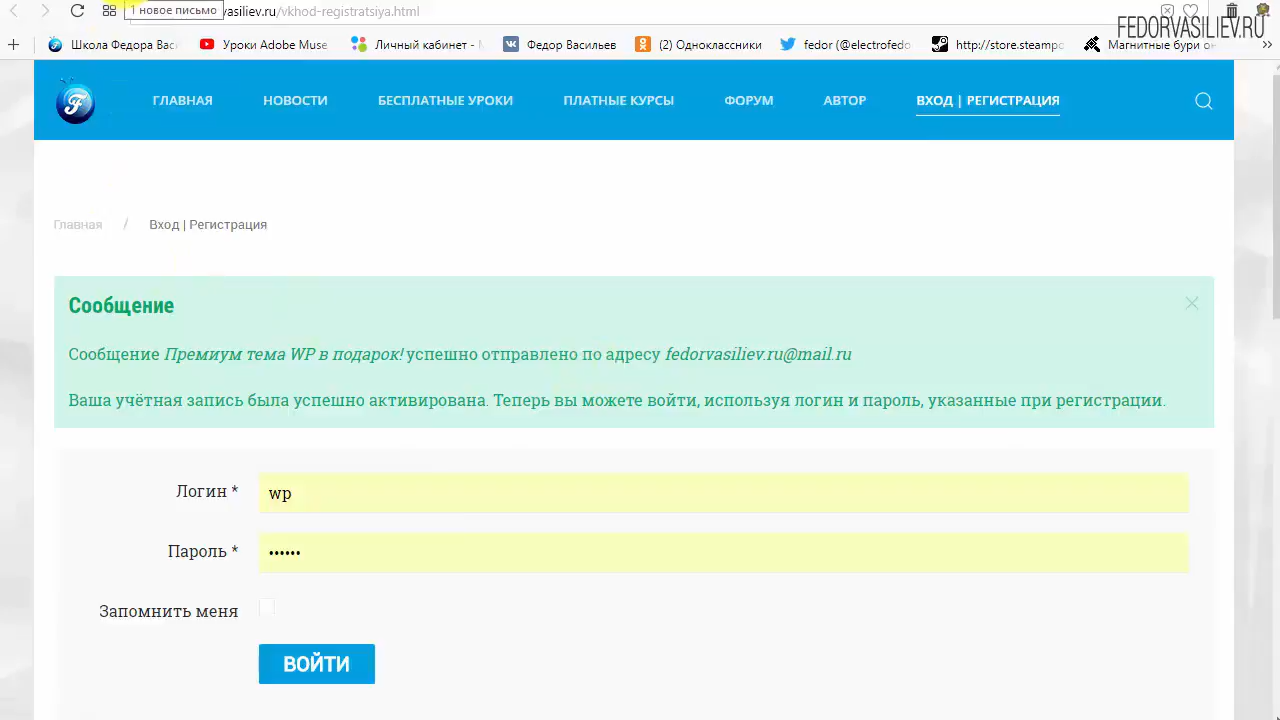 1 новое письмо
vasiliev.ru/vkhod-registratsiya.html
FEDORVASILIEV.RU
Школа Федора Вас
Уроки Adobe Muse
Личный кабинет -
Федор Васильев
(2) Одноклассники
fedor (@electrofedo
http://store.steampo
Магнитные бури он
ГЛАВНАЯ
НОВОСТИ
БЕСПЛАТНЫЕ УРОКИ
ПЛАТНЫЕ КУРСЫ
ФОРУМ
АВТОР
ВХОД | РЕГИСТРАЦИЯ
Главная / Вход | Регистрация
Сообщение
Сообщение Премиум тема WP в подарок! успешно отправлено по адресу fedorvasiliev.ru@mail.ru
Ваша учётная запись была успешно активирована. Теперь вы можете войти, используя логин и пароль, указанные при регистрации.
Логин *
wp
Пароль *
••••••
Запомнить меня
ВОЙТИ